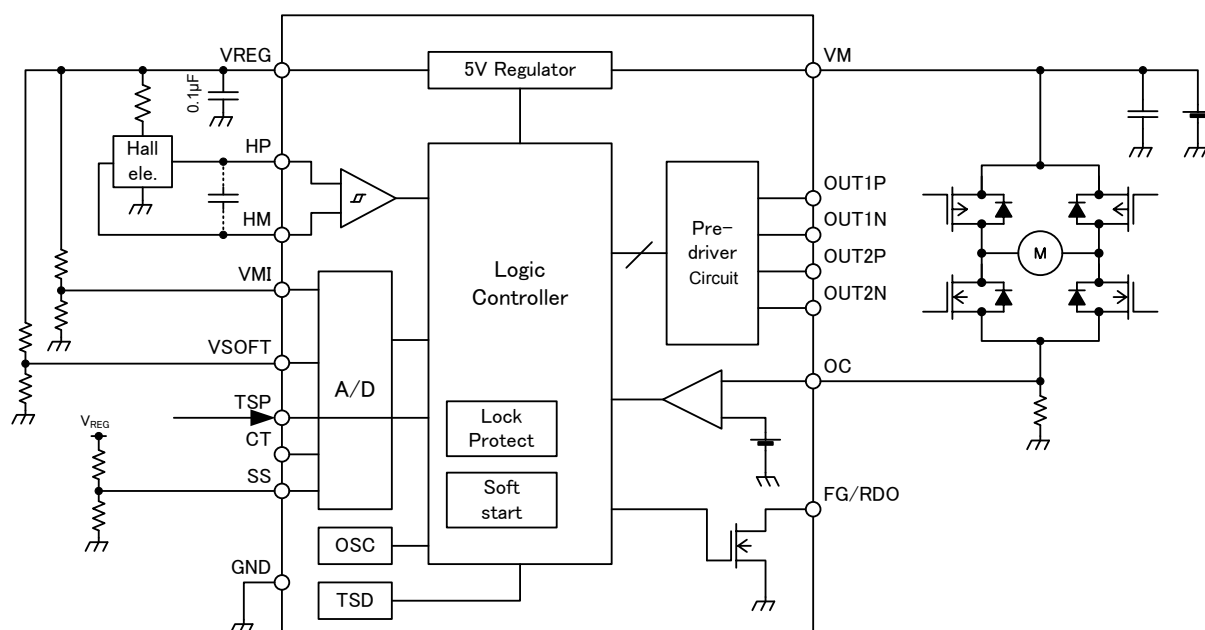 VREG
5V Regulator
VM
0.1μF
Hall
ele.
HP
HM
OUT1P
OUT1N
OUT2P
OUT2N
Pre-
driver
Circuit
M
Logic
Controller
VMI
VSOFT
A/D
OC
TSP
CT
VREG
SS
Lock
Protect
Soft
start
FG/RDO
OSC
GND
TSD